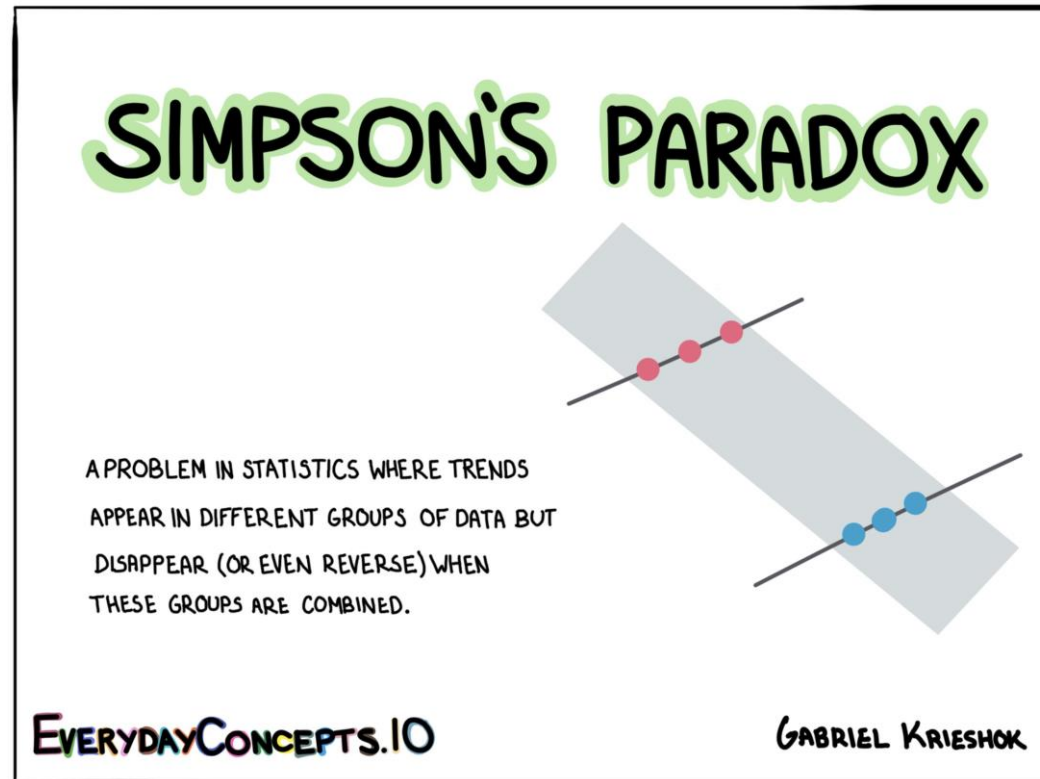 SIMPSON'S PARADOX
A PROBLEM IN STATISTICS WHERE TRENDS
APPEAR IN DIFFERENT GROUPS OF DATA BUT
DISAPPEAR (OR EVEN REVERSE) WHEN
THESE GROUPS ARE COMBINED.
EVERYDAYCONCEPTS.IO
GABRIEL KRIESHOK